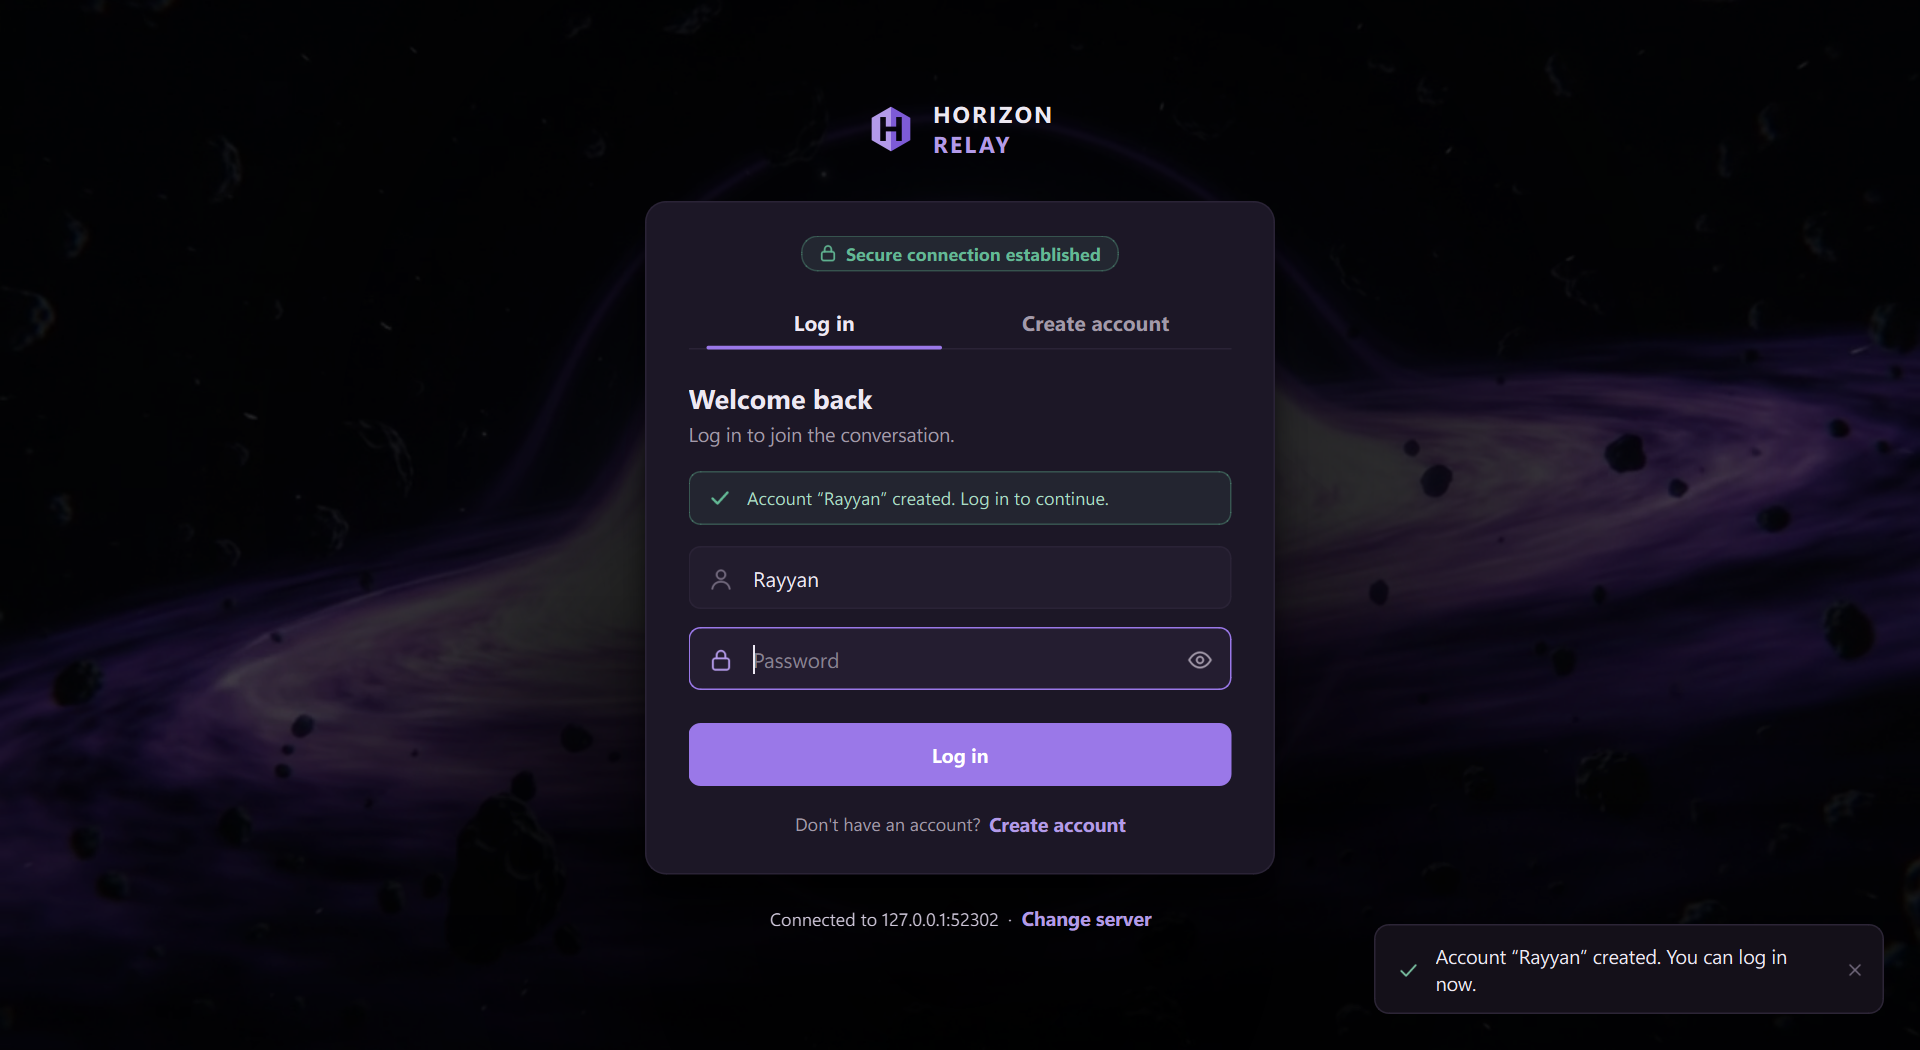 HORIZON
RELAY
Secure connection established
Log in
Create account
Welcome back
Log in to join the conversation.
Account “Rayyan” created. Log in to continue.
Rayyan
Password
Log in
Don't have an account? Create account
Connected to 127.0.0.1:52302 · Change server
Account “Rayyan” created. You can log in
now.